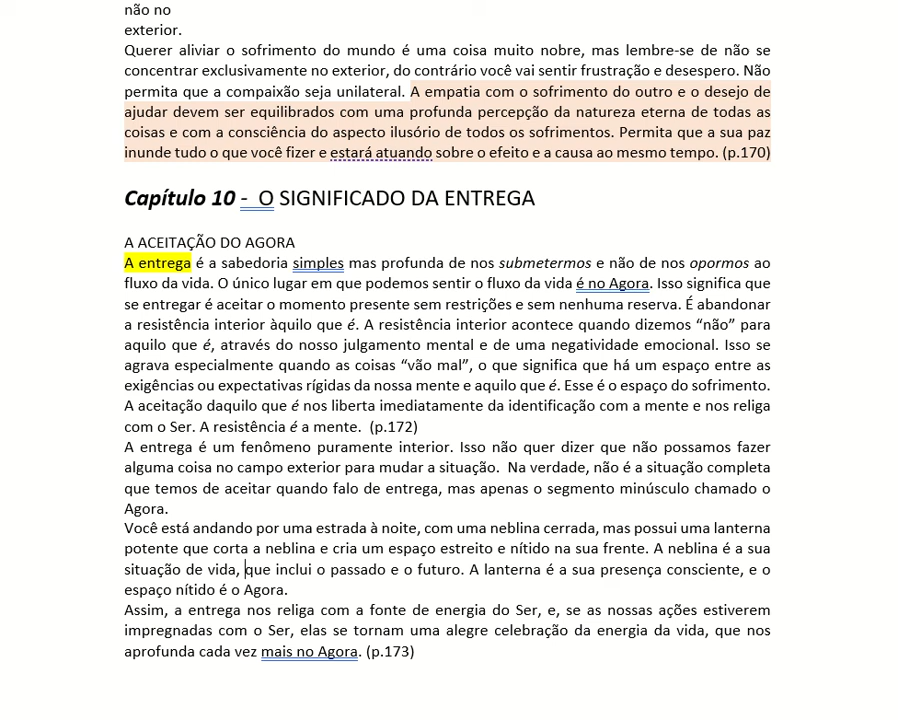 não no
exterior.
Querer aliviar o sofrimento do mundo é uma coisa muito nobre, mas lembre-se de não se
concentrar exclusivamente no exterior, do contrário você vai sentir frustração e desespero. Não
permita que a compaixão seja unilateral. A empatia com o sofrimento do outro e o desejo de
ajudar devem ser equilibrados com uma profunda percepção da natureza eterna de todas as
coisas e com a consciência do aspecto ilusório de todos os sofrimentos. Permita que a sua paz
inunde tudo o que você fizer e estará atuando sobre o efeito e a causa ao mesmo tempo. (p.170)
Capítulo 10 - O SIGNIFICADO DA ENTREGA
A ACEITAÇÃO DO AGORA
A entrega é a sabedoria simples mas profunda de nos submetermos e não de nos opormos ao
fluxo da vida. O único lugar em que podemos sentir o fluxo da vida é no Agora. Isso significa que
se entregar é aceitar o momento presente sem restrições e sem nenhuma reserva. É abandonar
a resistência interior àquilo que é. A resistência interior acontece quando dizemos “não” para
aquilo que é, através do nosso julgamento mental e de uma negatividade emocional. Isso se
agrava especialmente quando as coisas “vão mal”, o que significa que há um espaço entre as
exigências ou expectativas rígidas da nossa mente e aquilo que é. Esse é o espaço do sofrimento.
A aceitação daquilo que é nos liberta imediatamente da identificação com a mente e nos religa
com o Ser. A resistência é a mente. (p.172)
A entrega é um fenômeno puramente interior. Isso não quer dizer que não possamos fazer
alguma coisa no campo exterior para mudar a situação. Na verdade, não é a situação completa
que temos de aceitar quando falo de entrega, mas apenas o segmento minúsculo chamado o
Agora.
Você está andando por uma estrada à noite, com uma neblina cerrada, mas possui uma lanterna
potente que corta a neblina e cria um espaço estreito e nítido na sua frente. A neblina é a sua
situação de vida, que inclui o passado e o futuro. A lanterna é a sua presença consciente, e o
espaço nítido é o Agora.
Assim, a entrega nos religa com a fonte de energia do Ser, e, se as nossas ações estiverem
impregnadas com o Ser, elas se tornam uma alegre celebração da energia da vida, que nos
aprofunda cada vez mais no Agora. (p.173)